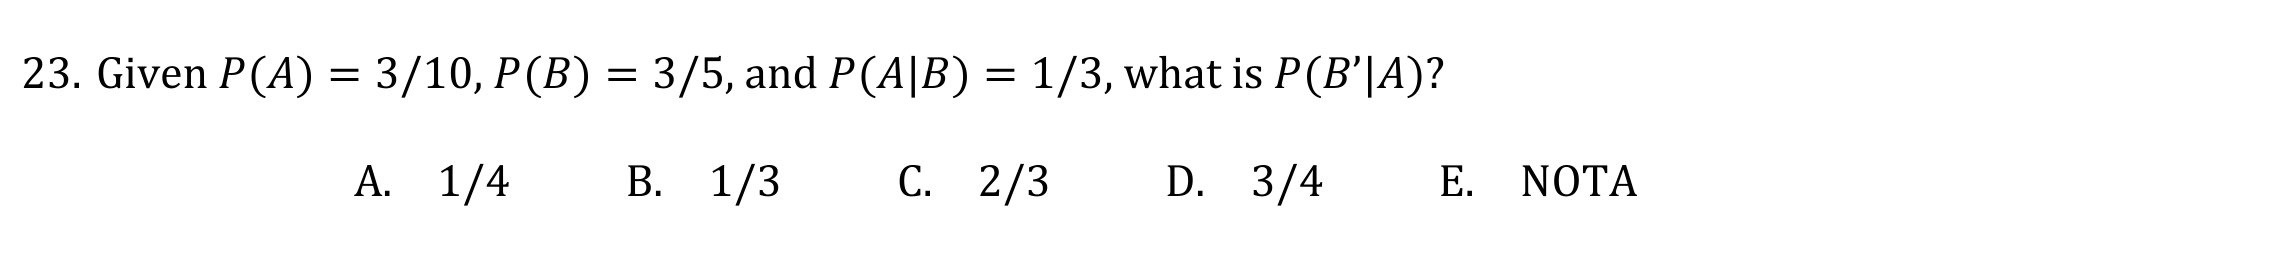 23. Given P(A) = 3/10, P(B) = 3/5, and P(A|B) = 1/3, what is P(B’|A)?
A. 1/4 B. 1/3 C. 2/3 D. 3/4 E. NOTA